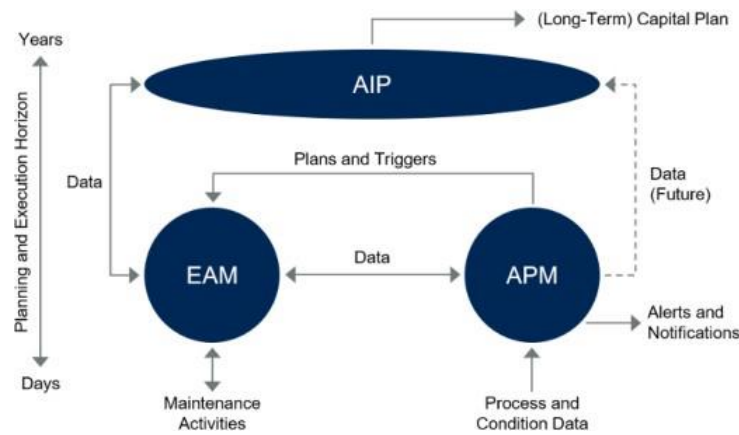 Years
(Long-Term) Capital Plan
AIP
Planning and Execution Horizon
Data
Plans and Triggers
Data
(Future)
EAM
Data
APM
Alerts and
Notifications
Days
Maintenance
Activities
Process and
Condition Data